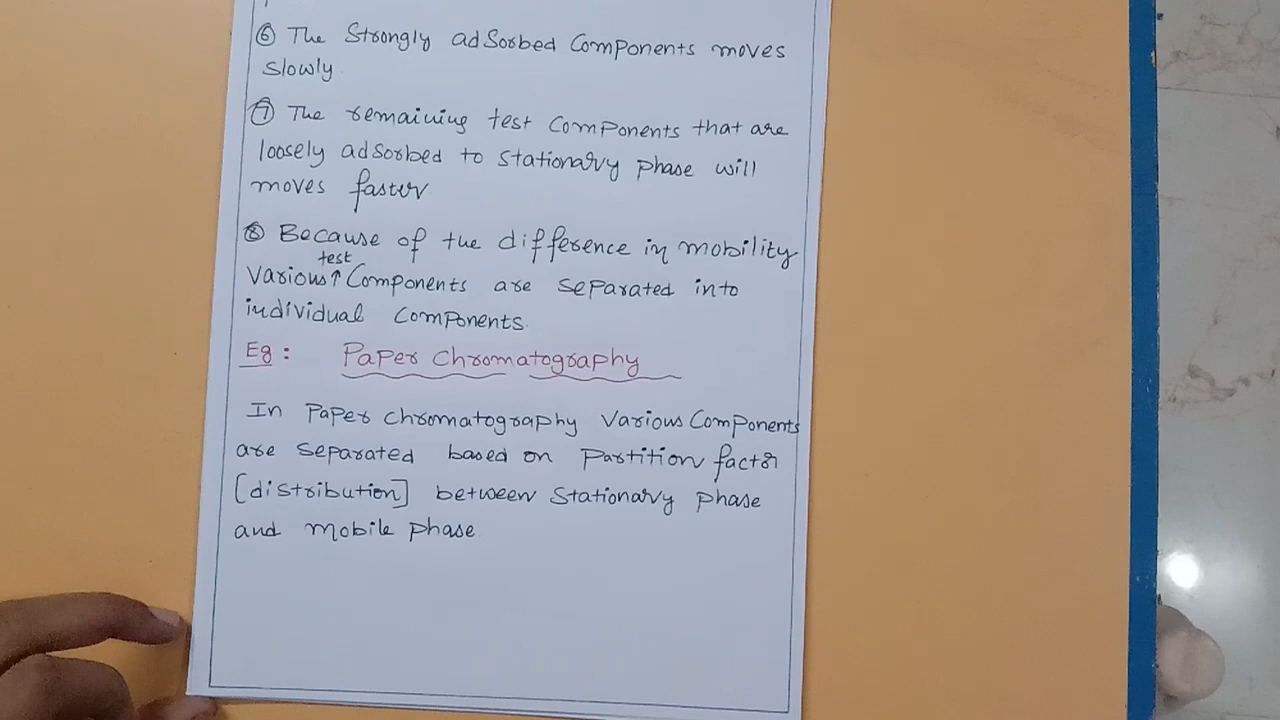 ⑥ The Strongly adSorbed Components moves
slowly
⑦ The remaining test Components that are
loosely adSorbed to stationary phase will
moves faster
⑧ Because of the difference in mobility
test
Various↑ Components are separated into
individual components.
Eg : Paper Chromatography
In Paper chromatography Various Components
are separated based on Partition factor
[distribution] between Stationary phase
and mobile phase